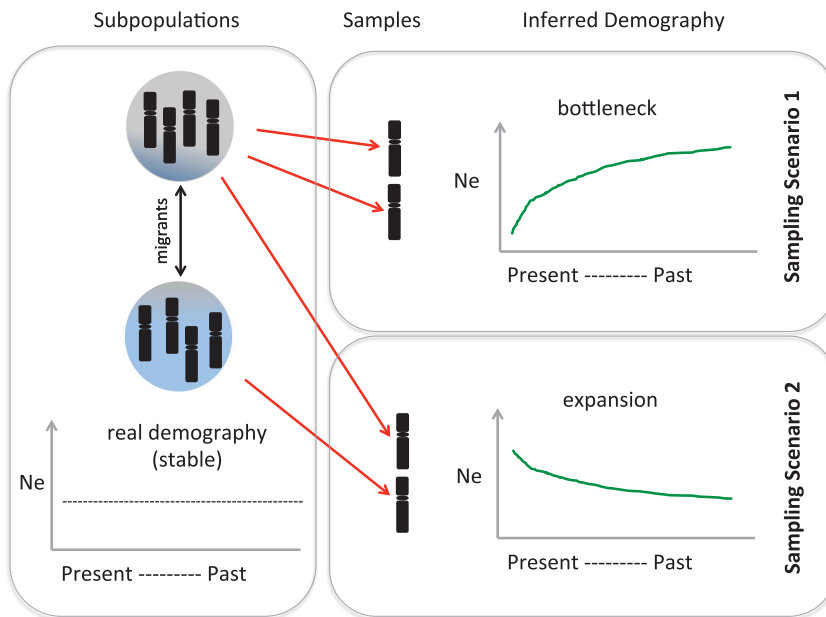 Subpopulations
Samples
Inferred Demography
migrants
real demography
(stable)
Ne
Present --------- Past
bottleneck
Ne
Present --------- Past
Sampling Scenario 1
expansion
Ne
Present --------- Past
Sampling Scenario 2